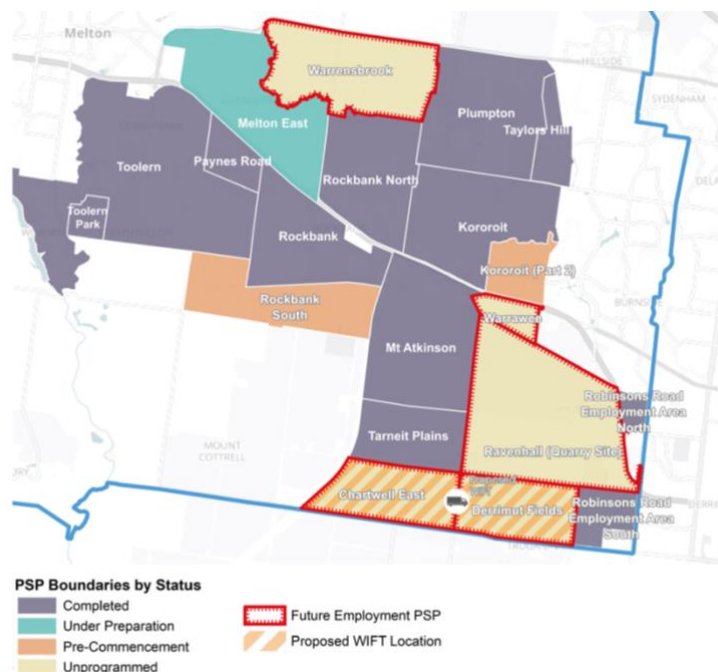 Melton
HILLSIDE
Warrensbrook
SYDENHAM
Plumpton
Taylors Hill
Melton East
Toolern
Paynes Road
Rockbank North
Toolern
Park
Rockbank
Kororoit
Kororoit (Part 2)
Rockbank
South
BURNSIDE
Warrawee
Mt Atkinson
Robinsons Road
Employment Area
North
Tarneit Plains
Ravenhall (Quarry Site)
MOUNT
COTTRELL
Chartwell East
Derrimut Fields
Robinsons Road
Employment Area
South
PSP Boundaries by Status
Completed
Under Preparation
Pre-Commencement
Unprogrammed
Future Employment PSP
Proposed WIFT Location